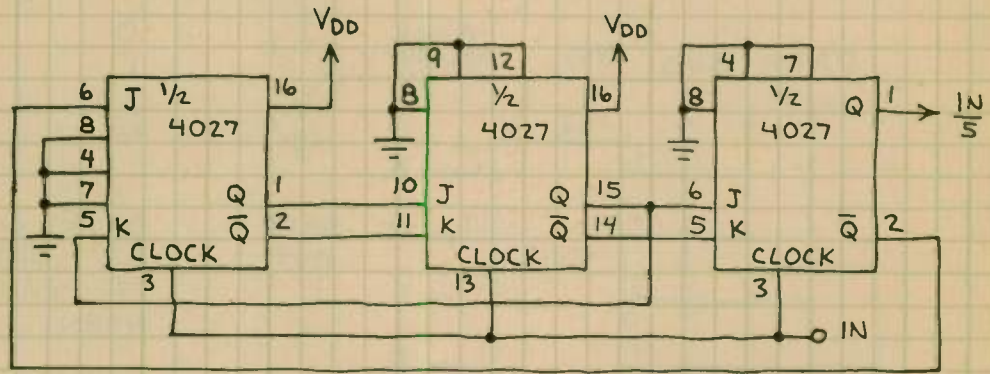 VDD
VDD
9 12
4 7
6 J 1/2 16
8 4027
4
7 Q 1
5 K Q̅ 2
CLOCK
3
8 1/2 16
4027
10 J Q 15
11 K Q̅ 14
CLOCK
13
8 1/2 Q 1 IN/5
4027
6 J
5 K Q̅ 2
CLOCK
3
IN